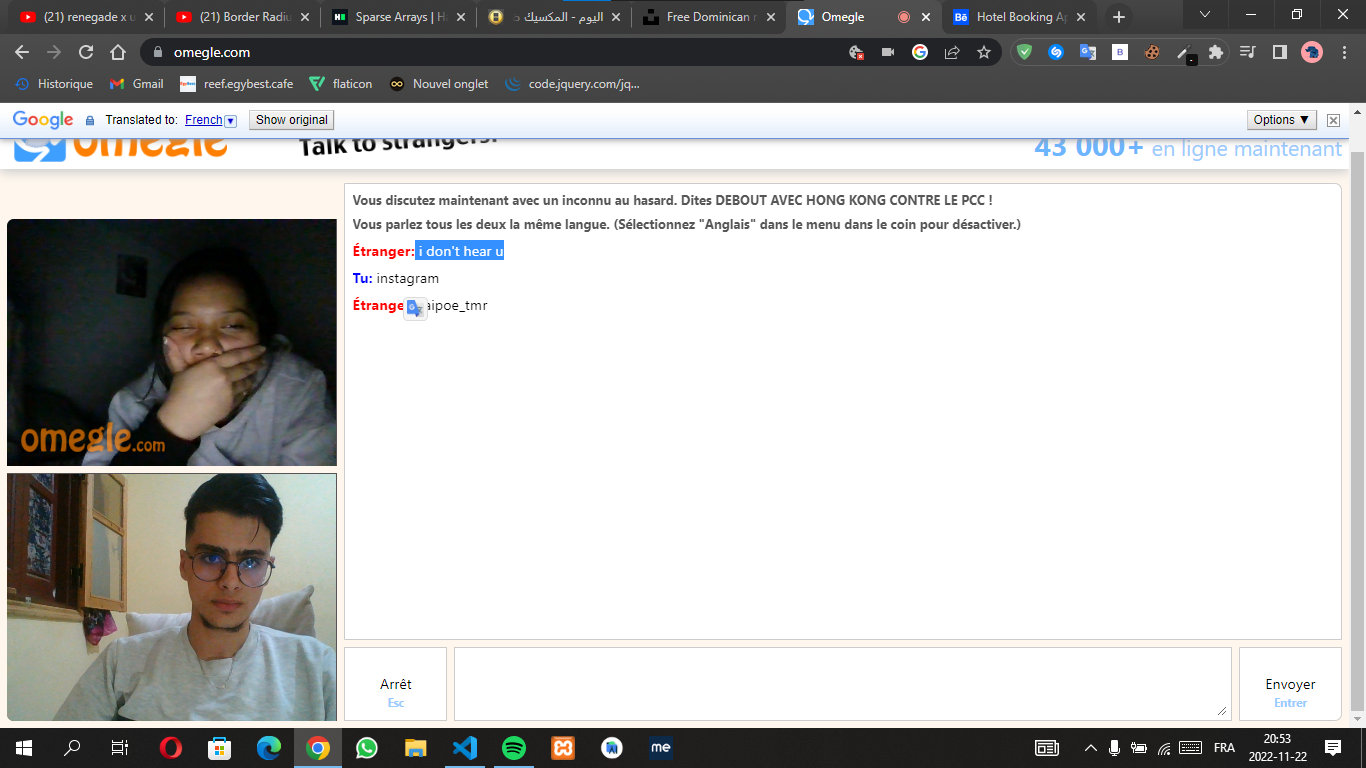 (21) renegade x u
(21) Border Radiu
Sparse Arrays | Ha
اليوم - المكسيك
Free Dominican r
Omegle
Hotel Booking Ap
omegle.com
Historique
Gmail
reef.egybest.cafe
flaticon
Nouvel onglet
code.jquery.com/jq...
Google
Translated to: French
Show original
Options ▼
omegle
Talk to strangers!
43 000+ en ligne maintenant
Vous discutez maintenant avec un inconnu au hasard. Dites DEBOUT AVEC HONG KONG CONTRE LE PCC !
Vous parlez tous les deux la même langue. (Sélectionnez "Anglais" dans le menu dans le coin pour désactiver.)
Étranger: i don't hear u
Tu: instagram
Étrange aipoe_tmr
omegle.com
Arrêt
Esc
Envoyer
Entrer
me
FRA
20:53
2022-11-22